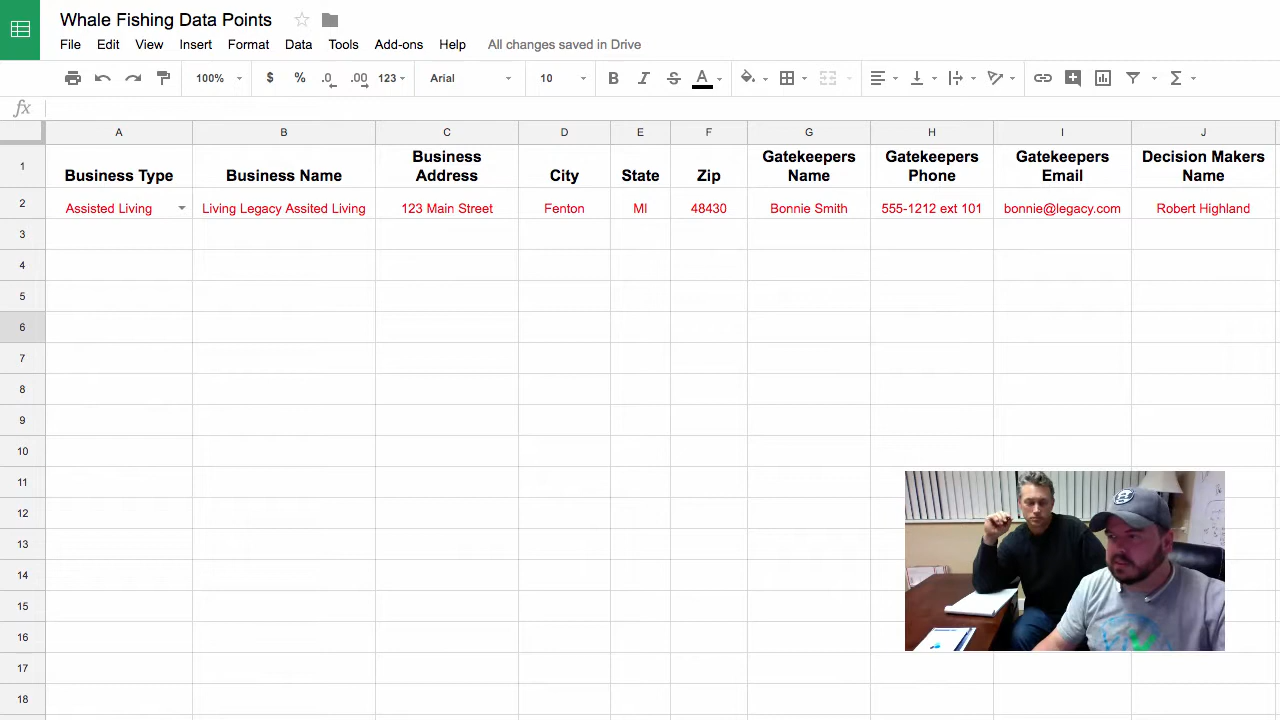 Whale Fishing Data Points
File Edit View Insert Format Data Tools Add-ons Help All changes saved in Drive
100% $ % .0 .00 123 Arial 10 B I S A
fx
A B C D E F G H I J
1 Business Type Business Name Business Address City State Zip Gatekeepers Name Gatekeepers Phone Gatekeepers Email Decision Makers Name
2 Assisted Living Living Legacy Assited Living 123 Main Street Fenton MI 48430 Bonnie Smith 555-1212 ext 101 bonnie@legacy.com Robert Highland
3
4
5
6
7
8
9
10
11
12
13
14
15
16
17
18